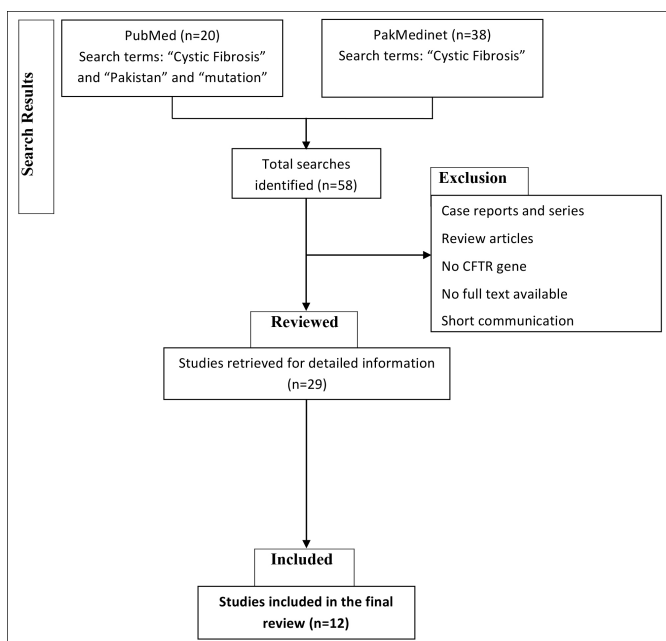 Search Results
PubMed (n=20)
Search terms: “Cystic Fibrosis”
and “Pakistan” and “mutation”
PakMedinet (n=38)
Search terms: “Cystic Fibrosis”
Total searches
identified (n=58)
Exclusion
Case reports and series
Review articles
No CFTR gene
No full text available
Short communication
Reviewed
Studies retrieved for detailed information
(n=29)
Included
Studies included in the final
review (n=12)